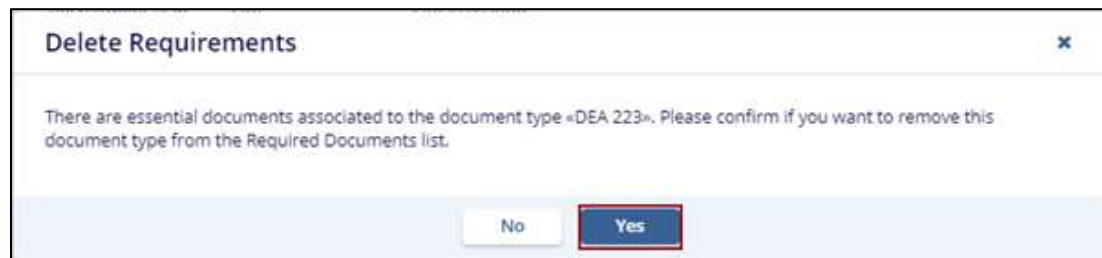 Delete Requirements
There are essential documents associated to the document type «DEA 223». Please confirm if you want to remove this
document type from the Required Documents list.
No
Yes